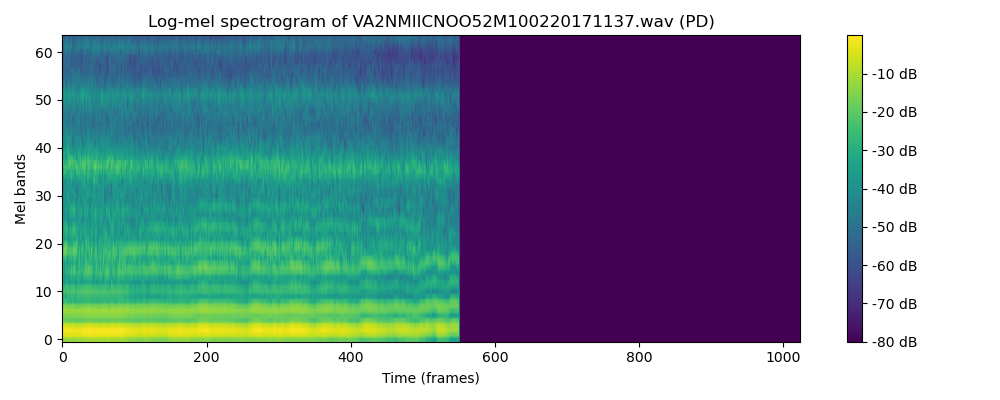 Log-mel spectrogram of VA2NMIICNOO52M100220171137.wav (PD)
60
50
40
30
20
10
0
Mel bands
0 200 400 600 800 1000
Time (frames)
-10 dB
-20 dB
-30 dB
-40 dB
-50 dB
-60 dB
-70 dB
-80 dB